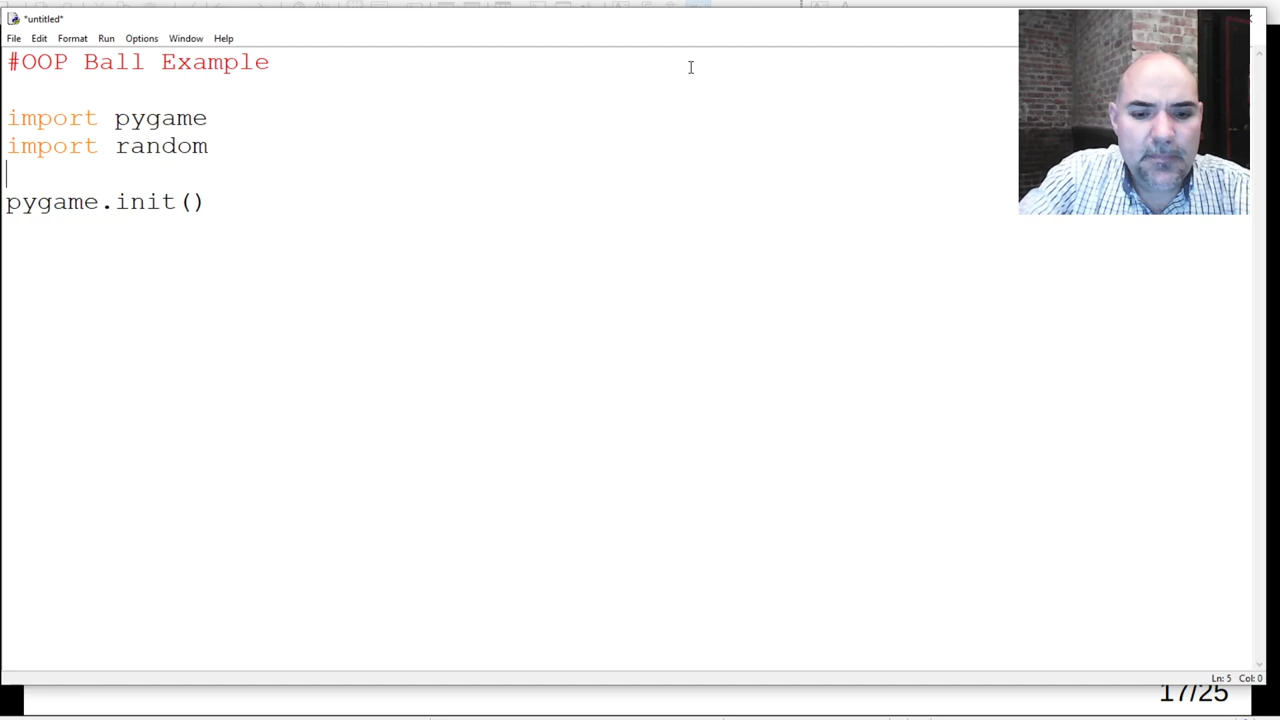 *untitled*
File Edit Format Run Options Window Help
#OOP Ball Example
import pygame
import random
pygame.init()
Ln: 5 Col: 0
17/25